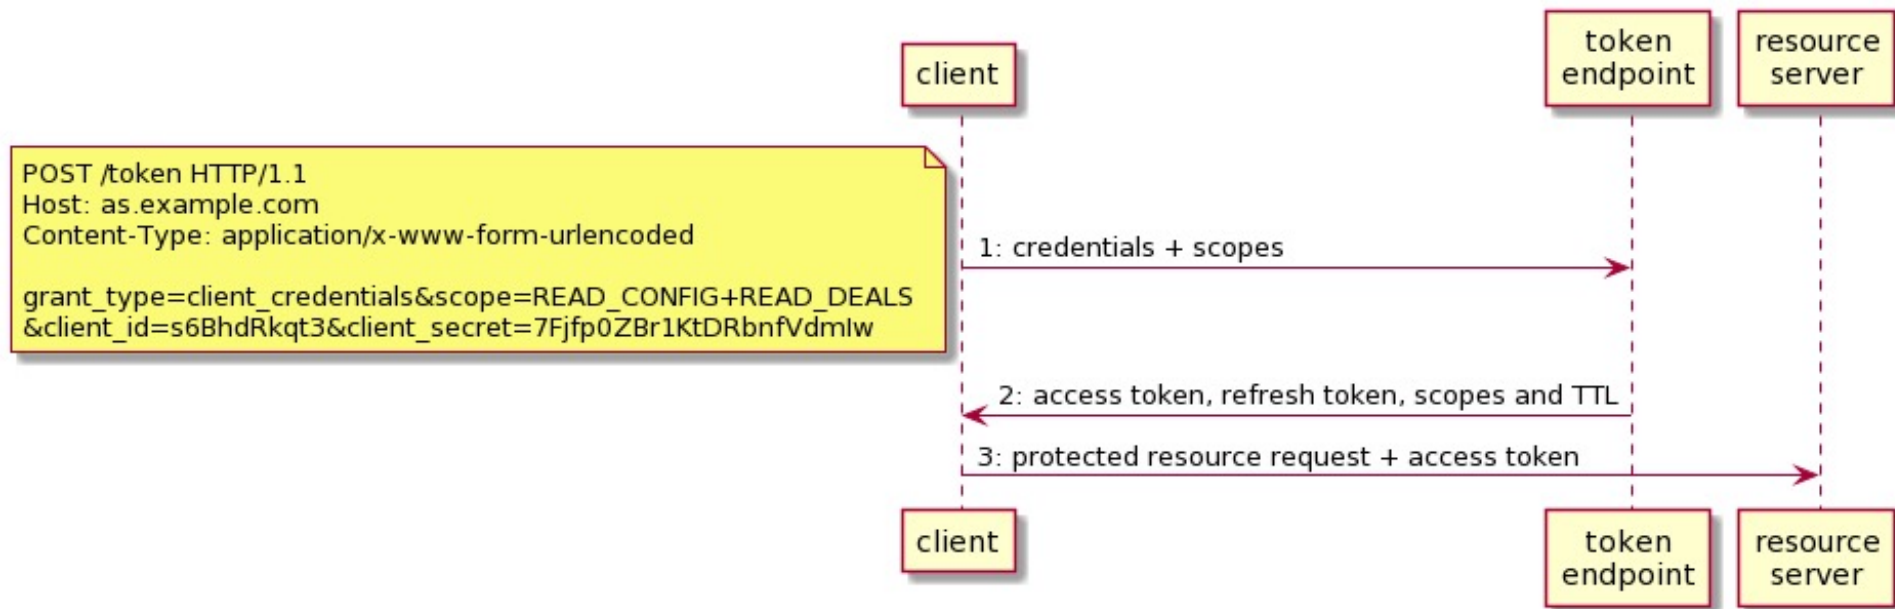 client
token
endpoint
resource
server
POST /token HTTP/1.1
Host: as.example.com
Content-Type: application/x-www-form-urlencoded
grant_type=client_credentials&scope=READ_CONFIG+READ_DEALS
&client_id=s6BhdRkqt3&client_secret=7Fjfp0ZBr1KtDRbnfVdmIw
1: credentials + scopes
2: access token, refresh token, scopes and TTL
3: protected resource request + access token
client
token
endpoint
resource
server